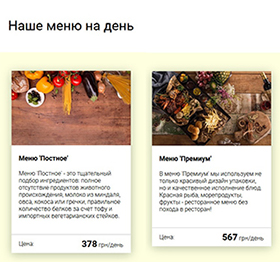 Наше меню на день
Меню 'Постное'
Меню 'Постное' - это тщательный
подбор ингредиентов: полное
отсутствие продуктов животного
происхождения, молоко из миндаля,
овса, кокоса или гречки, правильное
количество белков за счет тофу и
импортных вегетарианских стейков.
Цена:
378 грн/день
Меню 'Премиум'
В меню 'Премиум' мы используем не
только красивый дизайн упаковки,
но и качественное исполнение блюд.
Красная рыба, морепродукты,
фрукты - ресторанное меню без
похода в ресторан!
Цена:
567 грн/день